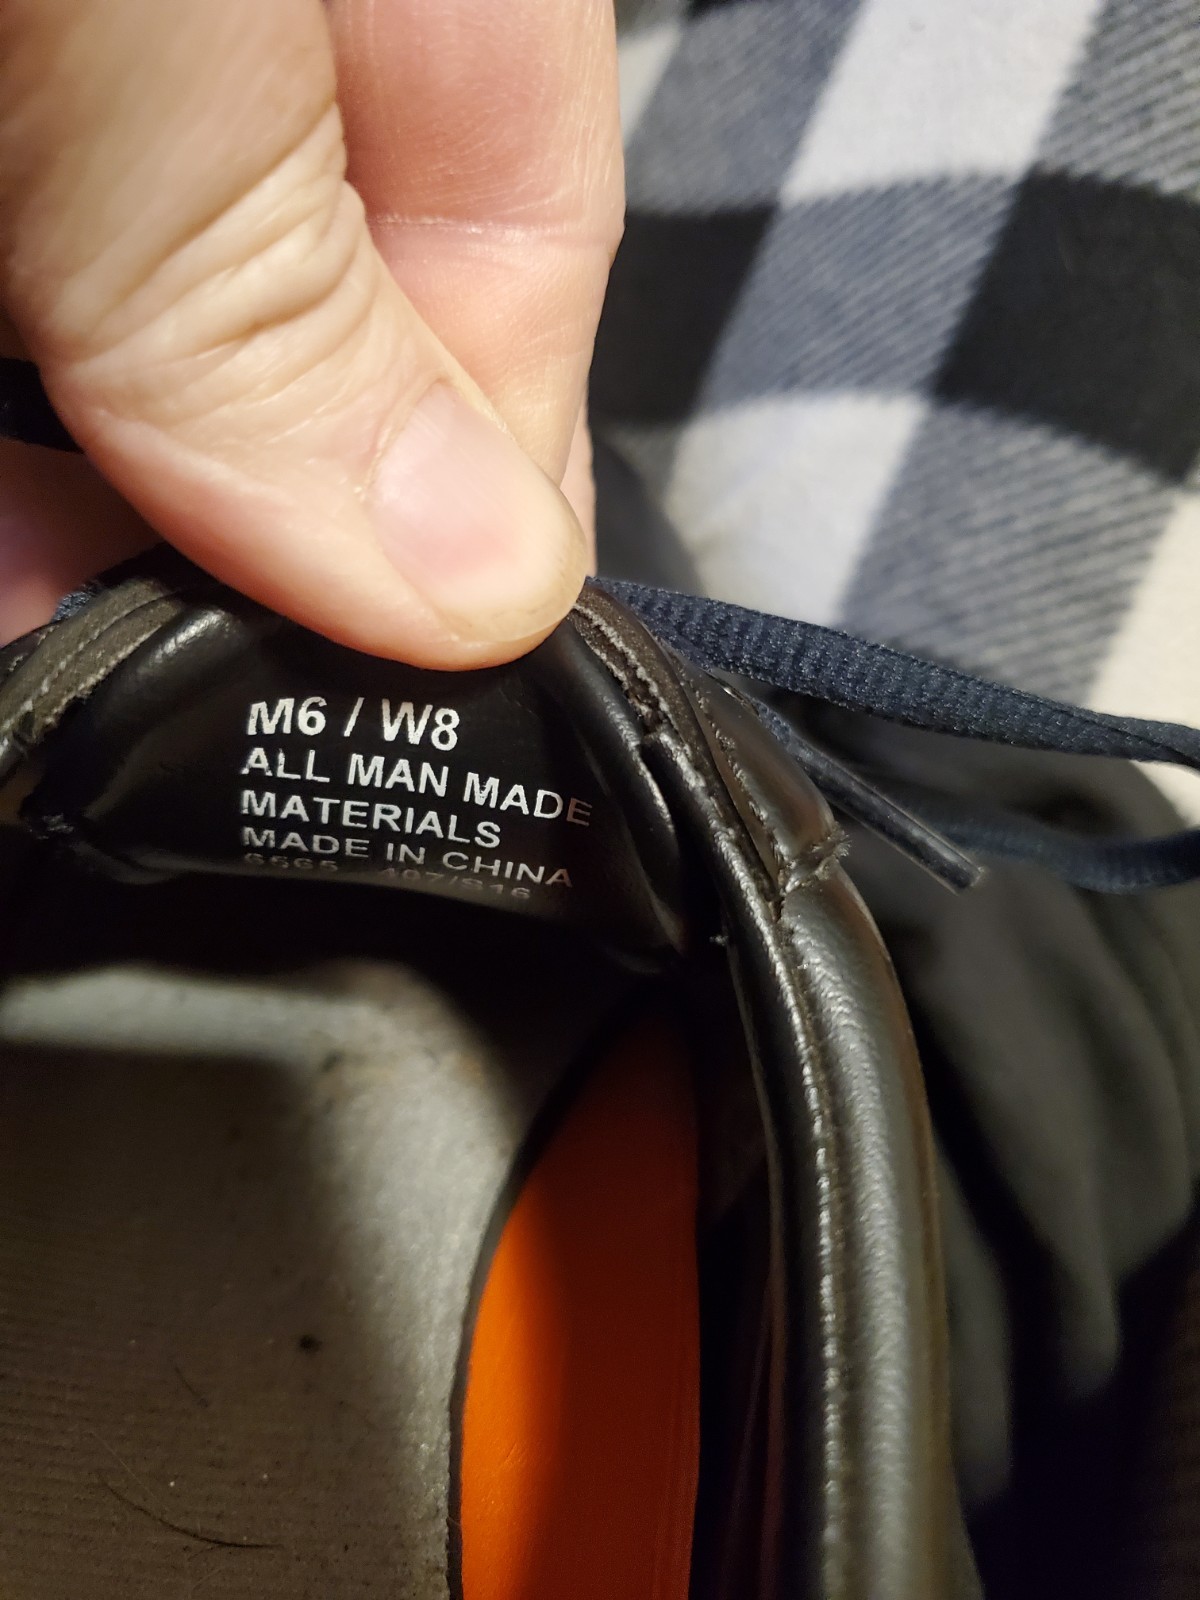 M6 / W8
ALL MAN MADE
MATERIALS
MADE IN CHINA